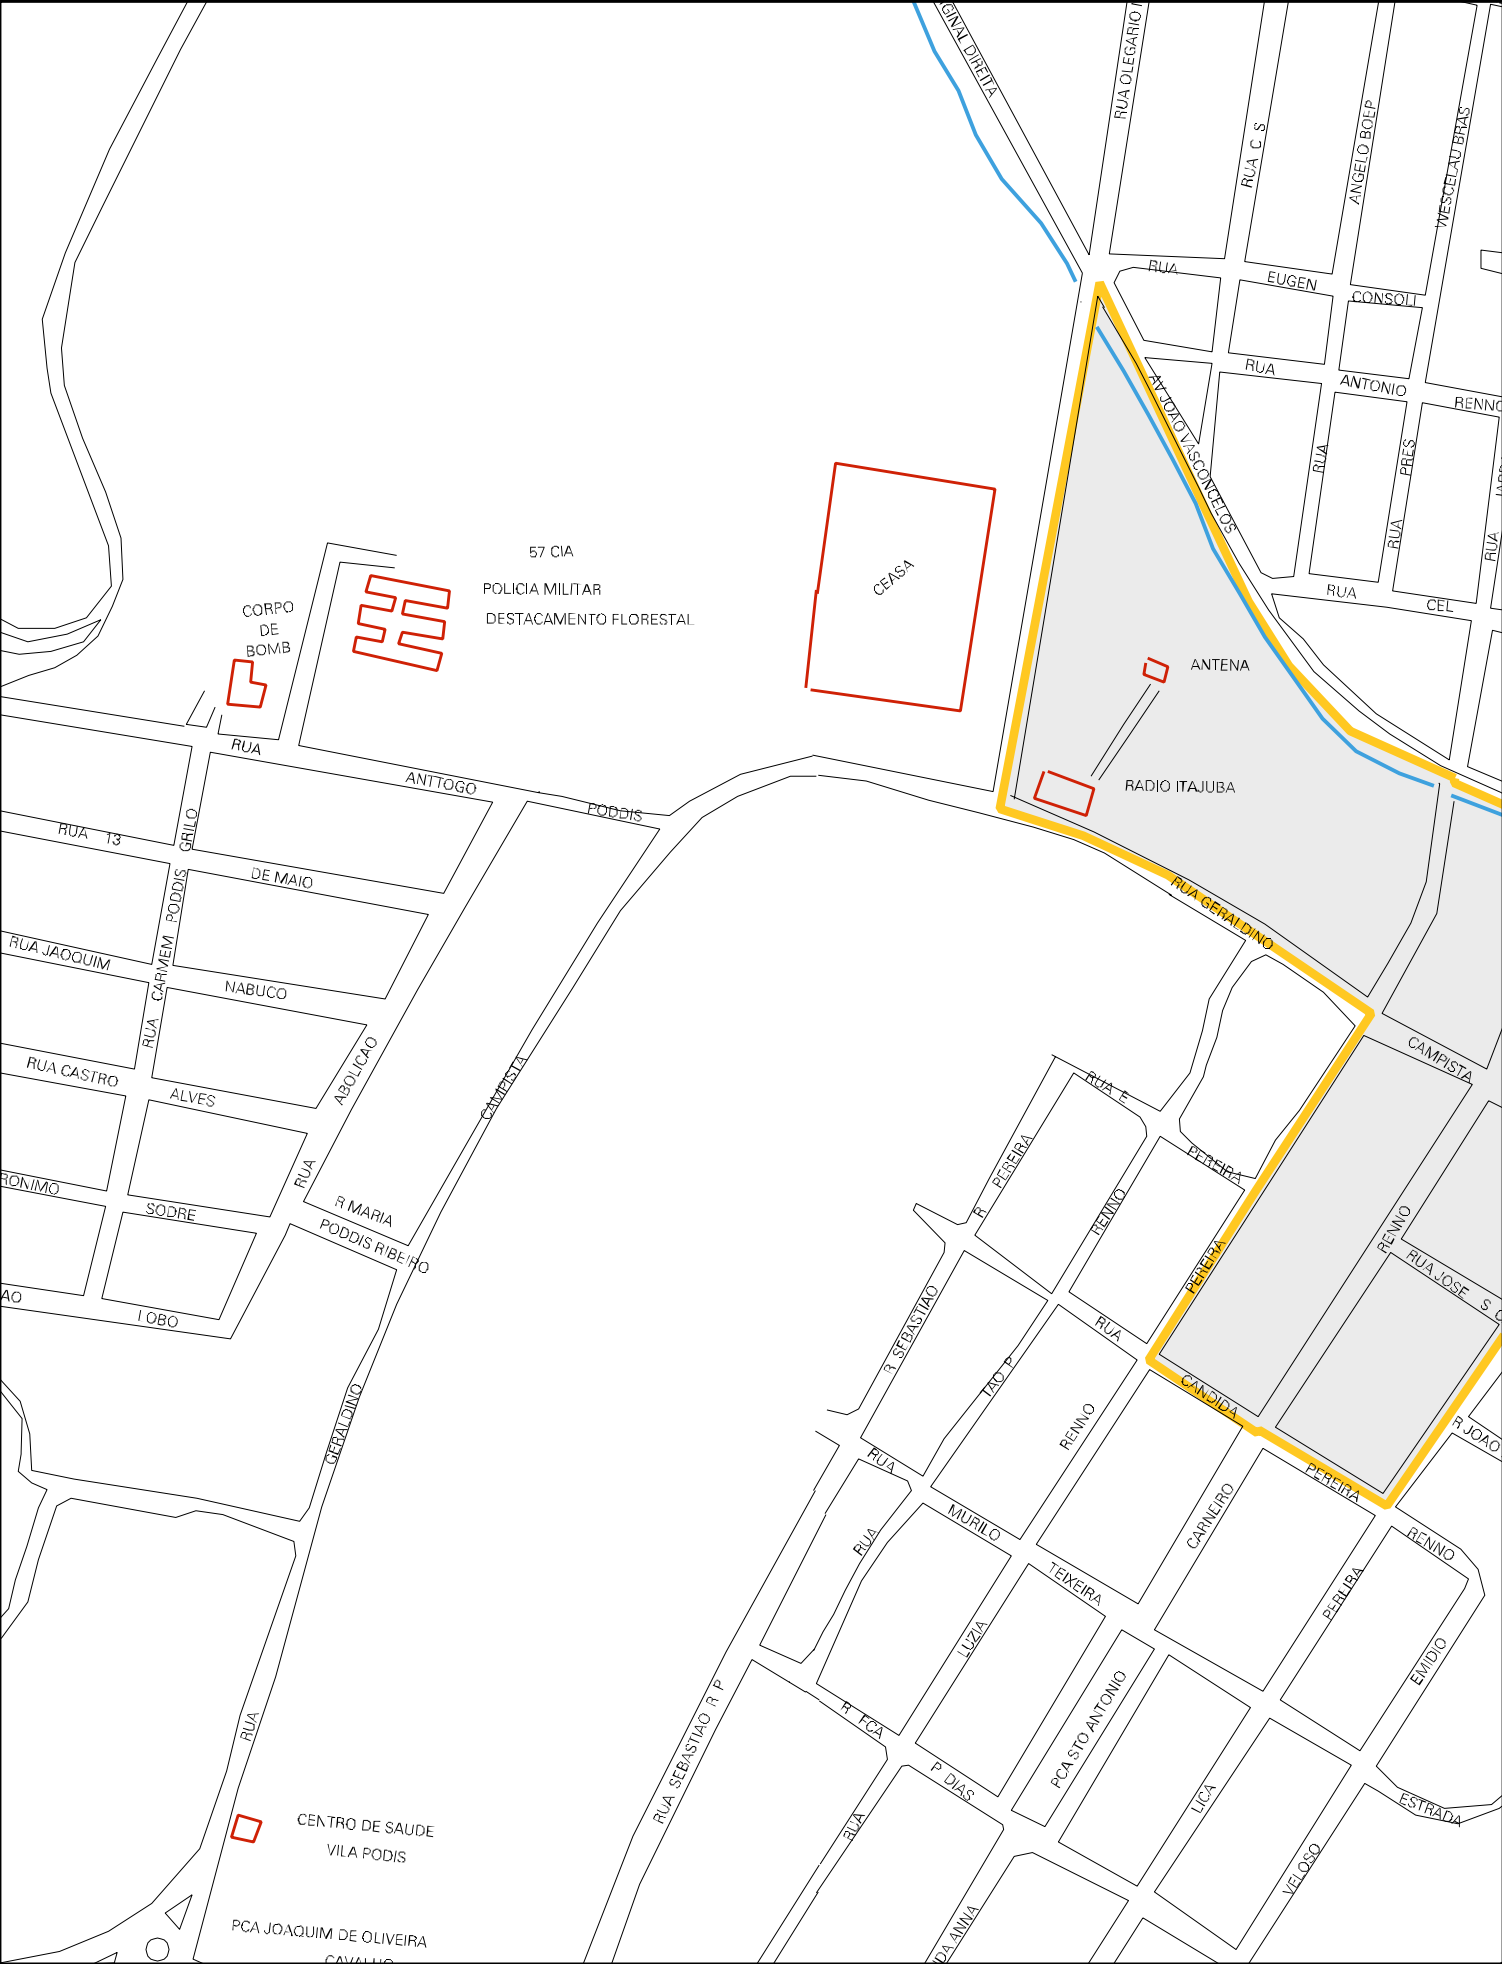 GINAL DIREITA
RUA OLEGARIO
RUA C S
ANGELO BOEP
WESCELAU BRAS
RUA
EUGEN
CONSOLI
RUA
ANTONIO
RENNO
AV JOAO VASCONCELOS
RUA
PRES
RUA
RUA
RUA
CEL
57 CIA
POLICIA MILITAR
DESTACAMENTO FLORESTAL
CEASA
CORPO
DE
BOMB
ANTENA
RADIO ITAJUBA
RUA
ANTTOGO
PODDIS
RUA 13
DE MAIO
GRILO
PODDIS
CARMEM
RUA
RUA JAOQUIM
NABUCO
RUA GERALDINO
CAMPISTA
RUA CASTRO
ALVES
ABOLICAO
RUA
CAMPISTA
RUA E
PEREIRA
R PEREIRA
RENNO
PEREIRA
RENNO
RUA JOSE S
RONIMO
SODRE
R MARIA
PODDIS RIBEIRO
AO
LOBO
R SEBASTIAO
TAO P
RUA
CANDIDA
PEREIRA
RENNO
R JOAO
GERALDINO
RUA
RENNO
RUA
MURILO
TEIXEIRA
CARNEIRO
PEREIRA
LUZIA
EMIDIO
RUA
RUA SEBASTIAO R P
R FCA
P DIAS
PCA STO ANTONIO
LICA
ESTRADA
RUA
VELOSO
CENTRO DE SAUDE
VILA PODIS
PCA JOAQUIM DE OLIVEIRA
DA ANNA